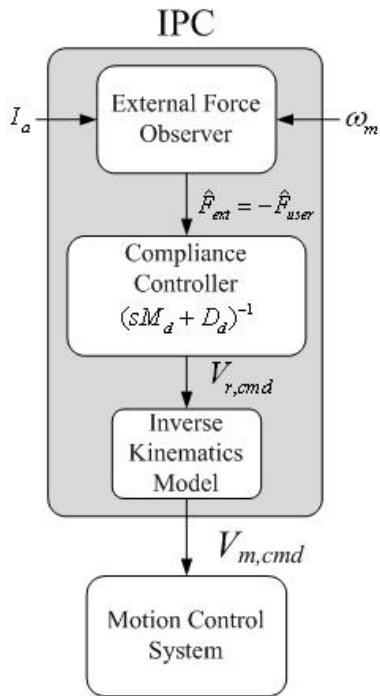 IPC
External Force
Observer
I_a
ω_m
F̂_ext = −F̂_user
Compliance
Controller
(sM_d + D_d)^−1
V_r,cmd
Inverse
Kinematics
Model
V_m,cmd
Motion Control
System